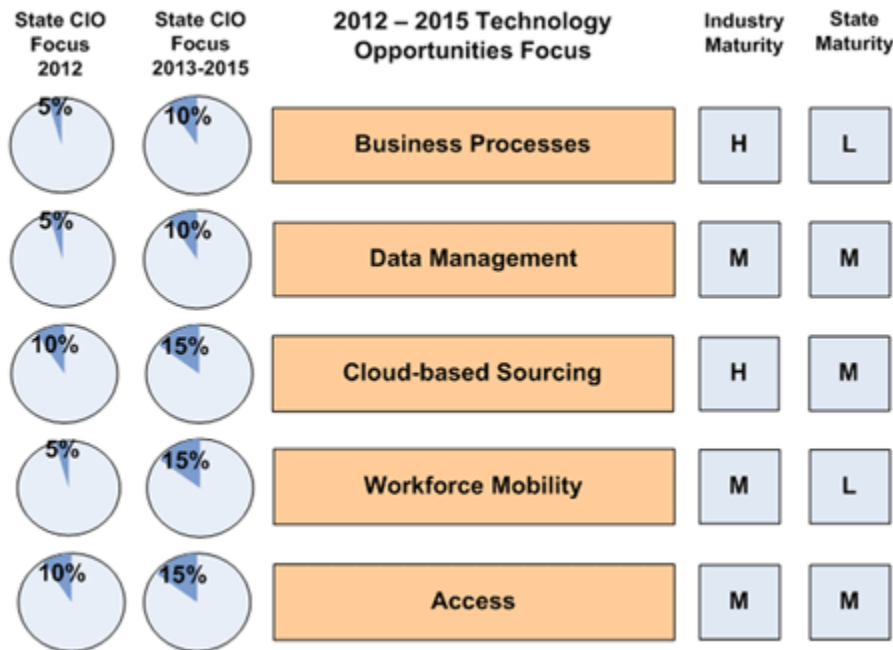 State CIO
Focus
2012
State CIO
Focus
2013-2015
2012 – 2015 Technology
Opportunities Focus
Industry
Maturity
State
Maturity
5%
10%
Business Processes
H
L
5%
10%
Data Management
M
M
10%
15%
Cloud-based Sourcing
H
M
5%
15%
Workforce Mobility
M
L
10%
15%
Access
M
M